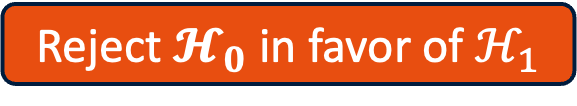 Reject 𝓗₀ in favor of ℋ₁